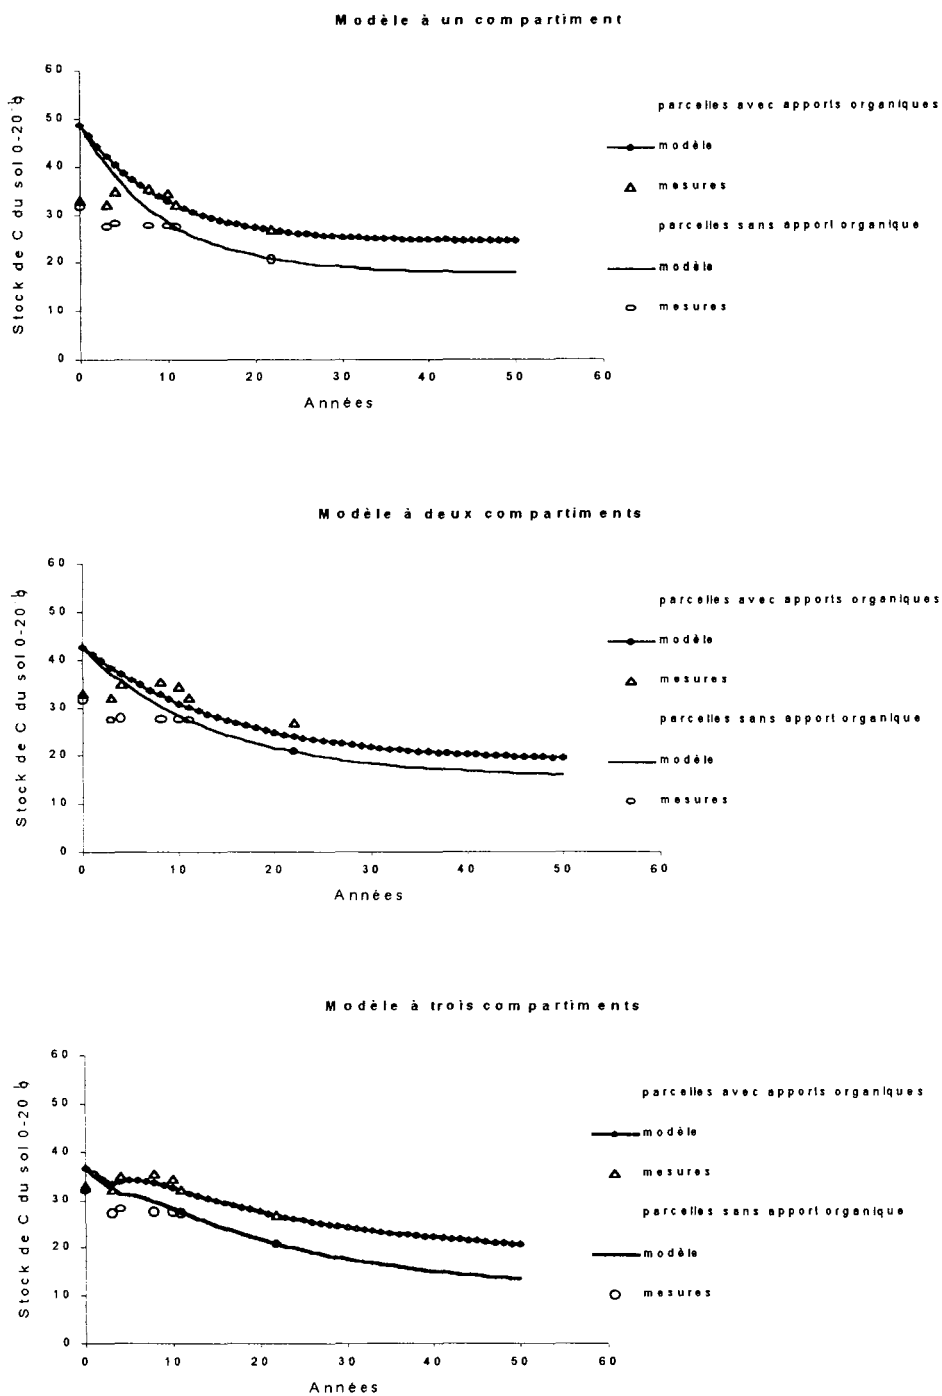 Modèle à un compartiment
Stock de C du sol 0-20
60
50
40
30
20
10
0
0 10 20 30 40 50 60
Années
parcelles avec apports organiques
modèle
mesures
parcelles sans apport organique
modèle
mesures
Modèle à deux compartiments
Stock de C du sol 0-20
60
50
40
30
20
10
0
0 10 20 30 40 50 60
Années
parcelles avec apports organiques
modèle
mesures
parcelles sans apport organique
modèle
mesures
Modèle à trois compartiments
Stock de C du sol 0-20
60
50
40
30
20
10
0
0 10 20 30 40 50 60
Années
parcelles avec apports organiques
modèle
mesures
parcelles sans apport organique
modèle
mesures